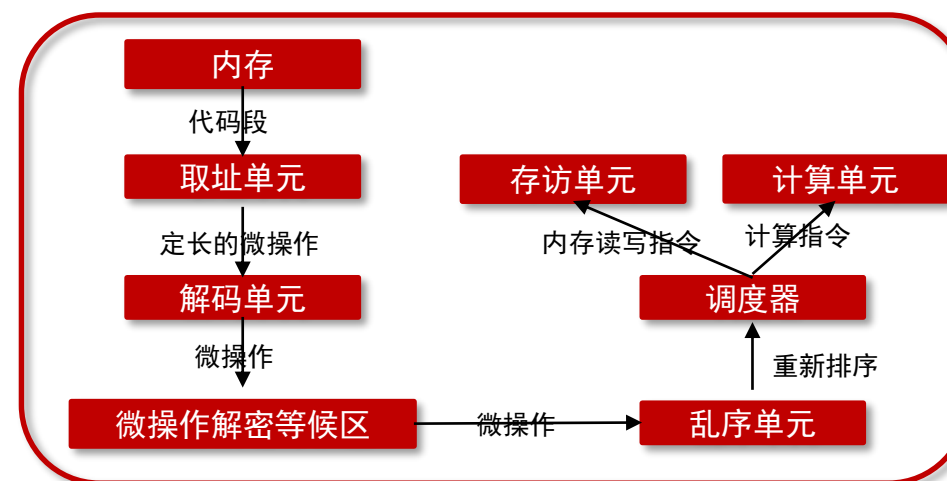 内存
代码段
取址单元
定长的微操作
解码单元
微操作
微操作解密等候区
微操作
乱序单元
重新排序
调度器
内存读写指令
计算指令
存访单元
计算单元